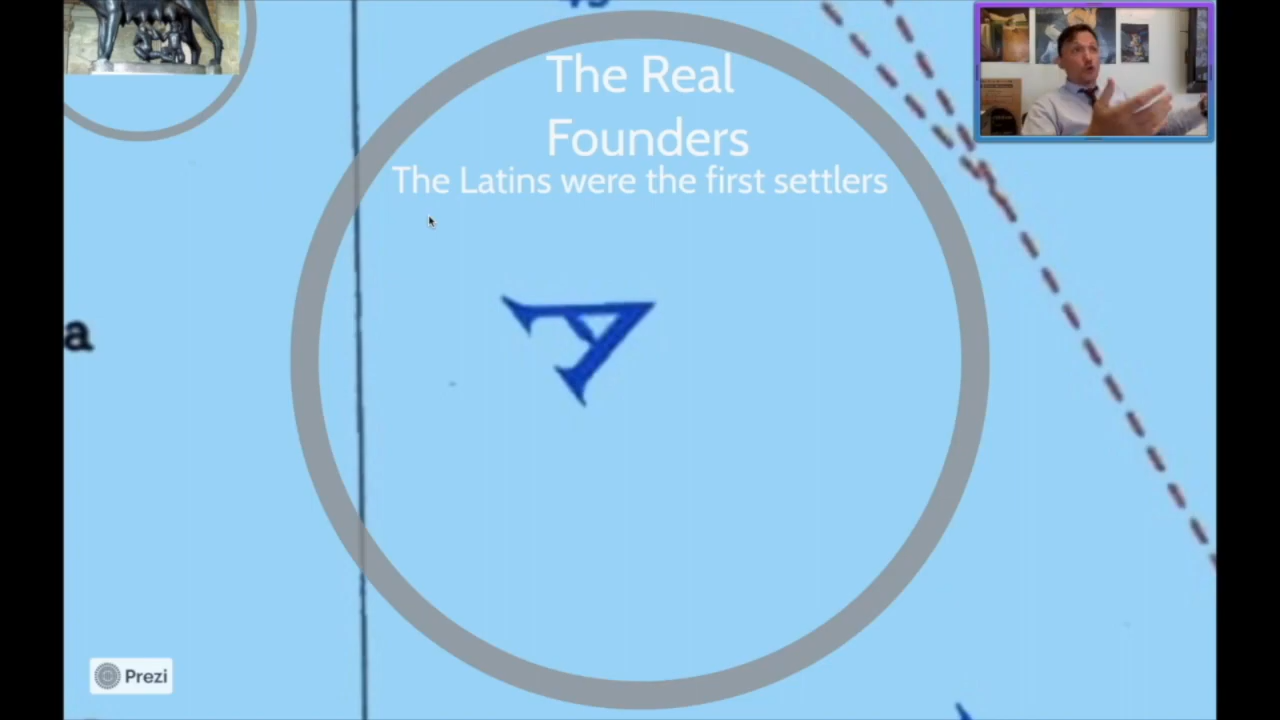 The Real
Founders
The Latins were the first settlers
A
a
Prezi